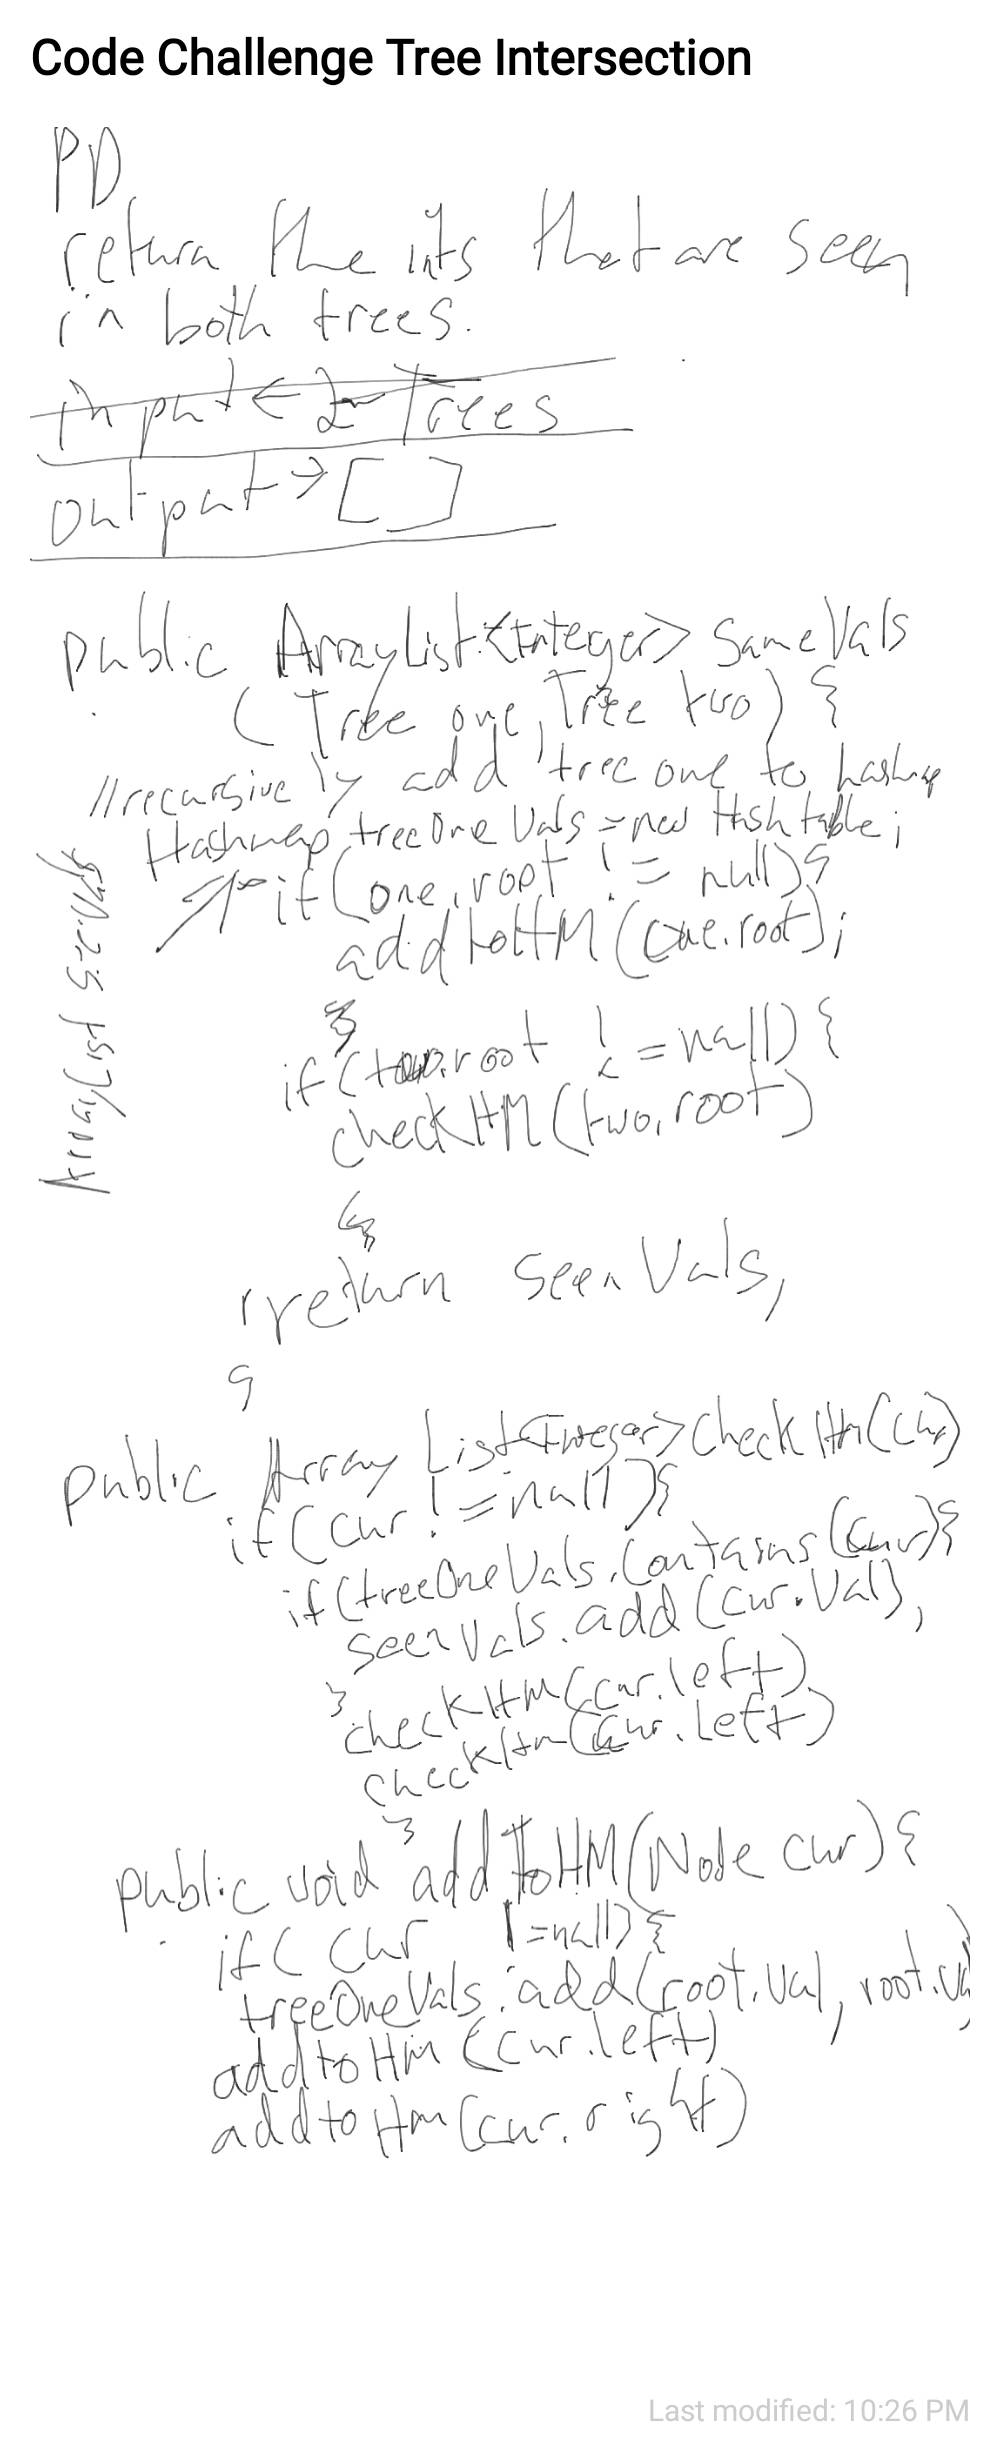 Code Challenge Tree Intersection
PD
return the ints that are seen
in both trees.
input ← 2 Trees
output → [ ]
public ArrayList<Integer> sameVals
( Tree one, Tree two) {
//recursively add tree one to hashmap
Hashmap treeOneVals = new Hashtable;
ArrayList seenVals
if (one.root != null){
addtoHM(one.root);
}
if (two.root != null) {
checkHM(two.root)
}
return seenVals;
}
public ArrayList<Integer> checkHm(cur)
if (cur != null){
if(treeOneVals.contains(cur){
seenVals.add(cur.val);
}
checkHM(cur.left)
checkHm(cur.left)
}
public void addToHM(Node cur) {
if( cur !=null){
treeOneVals.add(root.val, root.va
addtoHm(cur.left)
addtoHm(cur.right)
Last modified: 10:26 PM